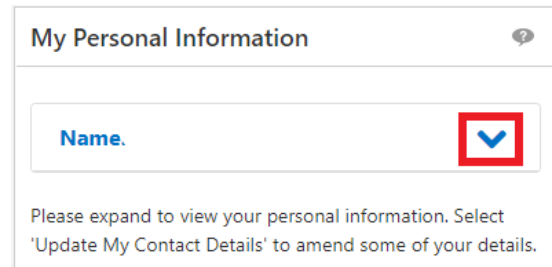 My Personal Information
Name.
Please expand to view your personal information. Select
'Update My Contact Details' to amend some of your details.